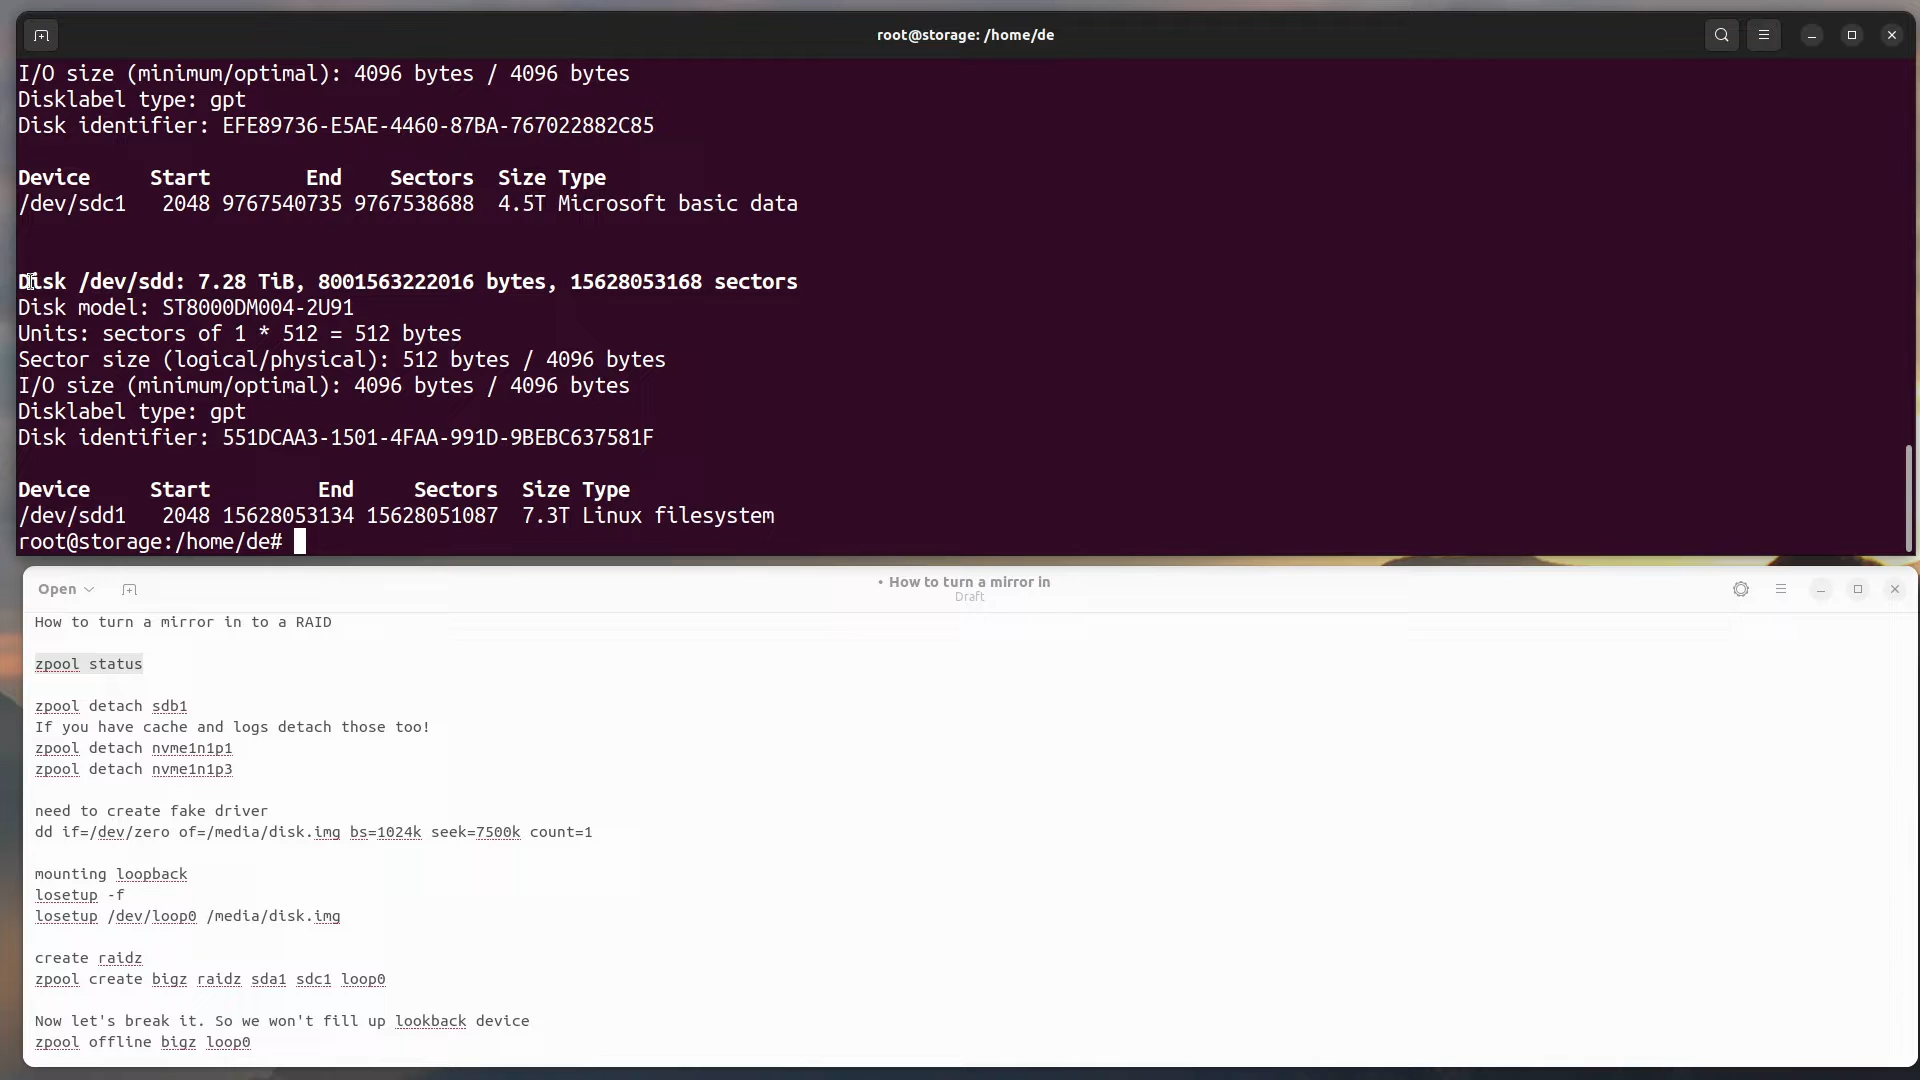 root@storage: /home/de
I/O size (minimum/optimal): 4096 bytes / 4096 bytes
Disklabel type: gpt
Disk identifier: EFE89736-E5AE-4460-87BA-767022882C85
Device Start End Sectors Size Type
/dev/sdc1 2048 9767540735 9767538688 4.5T Microsoft basic data
Disk /dev/sdd: 7.28 TiB, 8001563222016 bytes, 15628053168 sectors
Disk model: ST8000DM004-2U91
Units: sectors of 1 * 512 = 512 bytes
Sector size (logical/physical): 512 bytes / 4096 bytes
I/O size (minimum/optimal): 4096 bytes / 4096 bytes
Disklabel type: gpt
Disk identifier: 551DCAA3-1501-4FAA-991D-9BEBC637581F
Device Start End Sectors Size Type
/dev/sdd1 2048 15628053134 15628051087 7.3T Linux filesystem
root@storage:/home/de#
Open
• How to turn a mirror in
Draft
How to turn a mirror in to a RAID
zpool status
zpool detach sdb1
If you have cache and logs detach those too!
zpool detach nvme1n1p1
zpool detach nvme1n1p3
need to create fake driver
dd if=/dev/zero of=/media/disk.img bs=1024k seek=7500k count=1
mounting loopback
losetup -f
losetup /dev/loop0 /media/disk.img
create raidz
zpool create bigz raidz sda1 sdc1 loop0
Now let's break it. So we won't fill up lookback device
zpool offline bigz loop0